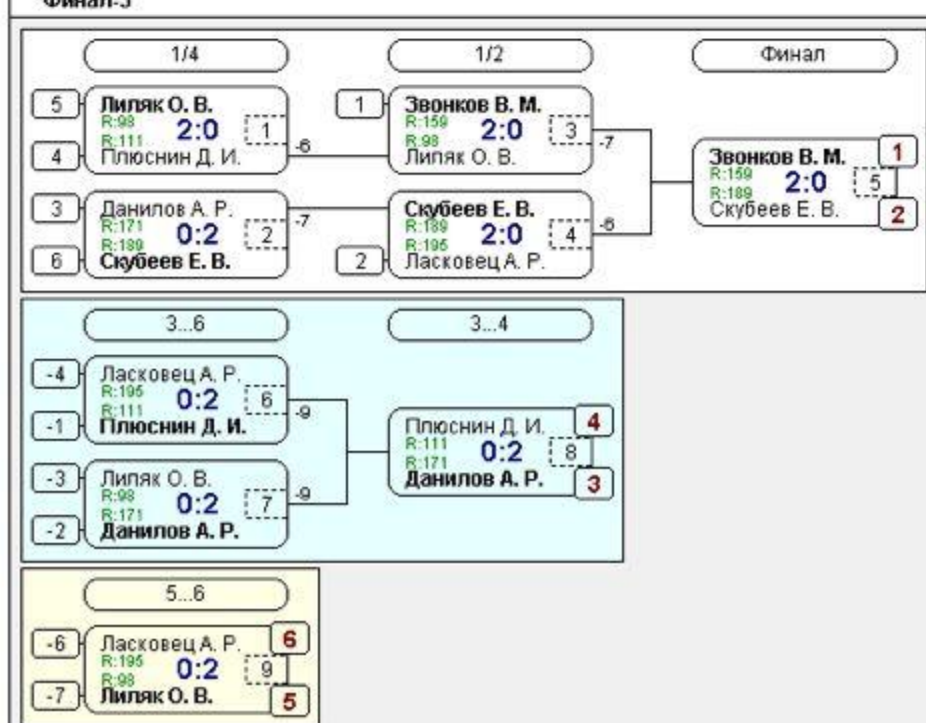 Финал-3
1/4
1/2
Финал
5
Лиляк О. В.
R:98
2:0
1
R:111
4
Плюснин Д. И.
-6
1
Звонков В. М.
R:159
2:0
3
R:98
Лиляк О. В.
-7
3
Данилов А. Р.
R:171
0:2
2
R:189
6
Скубеев Е. В.
-7
Скубеев Е. В.
R:189
2:0
4
R:195
2
Ласковец А. Р.
-6
Звонков В. М.
1
R:159
2:0
5
R:189
Скубеев Е. В.
2
3...6
3...4
-4
Ласковец А. Р.
R:195
0:2
6
R:111
-1
Плюснин Д. И.
-9
-3
Лиляк О. В.
R:98
0:2
7
R:171
-2
Данилов А. Р.
-9
Плюснин Д. И.
4
R:111
0:2
8
R:171
Данилов А. Р.
3
5...6
-6
Ласковец А. Р.
6
R:195
0:2
9
R:98
-7
Лиляк О. В.
5